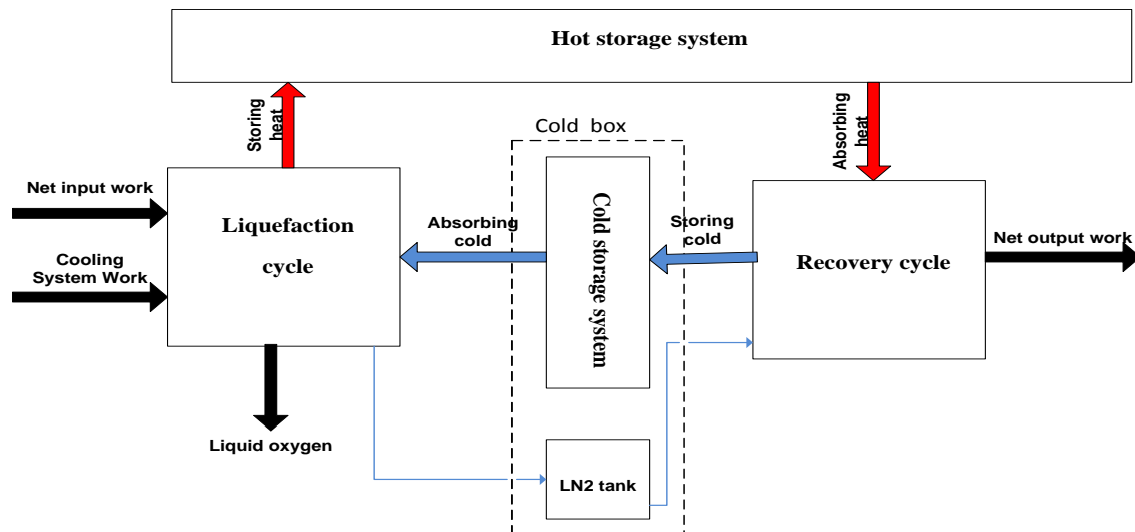 Hot storage system
Storing
heat
Absorbing
heat
Cold box
Net input work
Cooling
System Work
Liquefaction
cycle
Absorbing
cold
Cold storage system
Storing
cold
Recovery cycle
Net output work
Liquid oxygen
LN2 tank